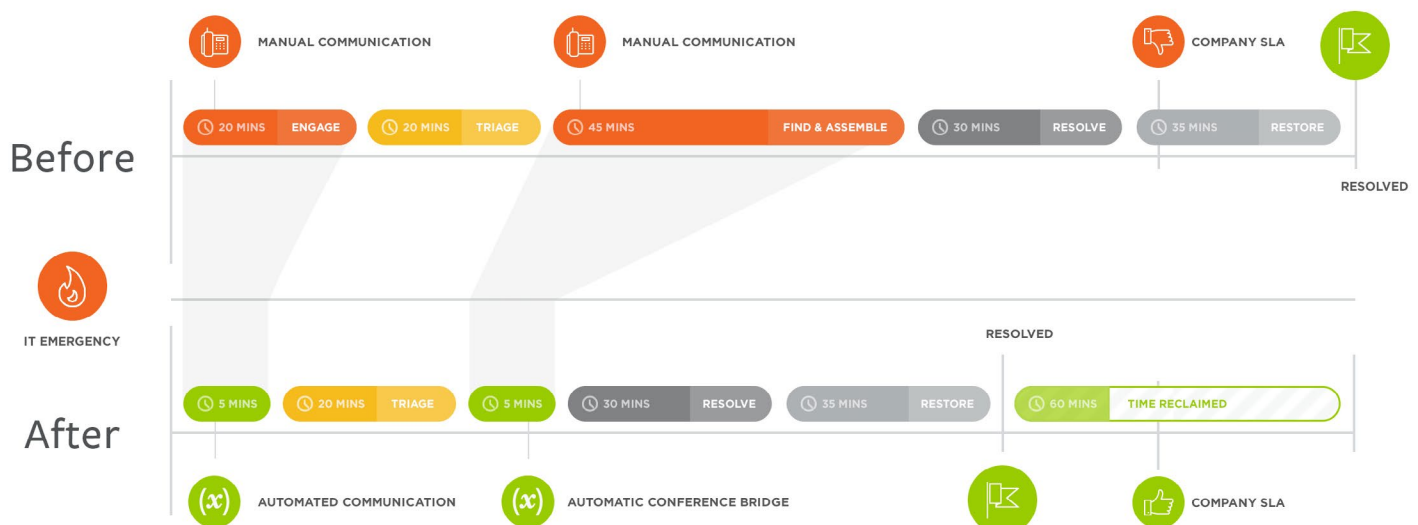 MANUAL COMMUNICATION
MANUAL COMMUNICATION
COMPANY SLA
Before
20 MINS ENGAGE
20 MINS TRIAGE
45 MINS FIND & ASSEMBLE
30 MINS RESOLVE
35 MINS RESTORE
RESOLVED
IT EMERGENCY
RESOLVED
After
5 MINS
20 MINS TRIAGE
5 MINS
30 MINS RESOLVE
35 MINS RESTORE
60 MINS TIME RECLAIMED
(x) AUTOMATED COMMUNICATION
(x) AUTOMATIC CONFERENCE BRIDGE
COMPANY SLA